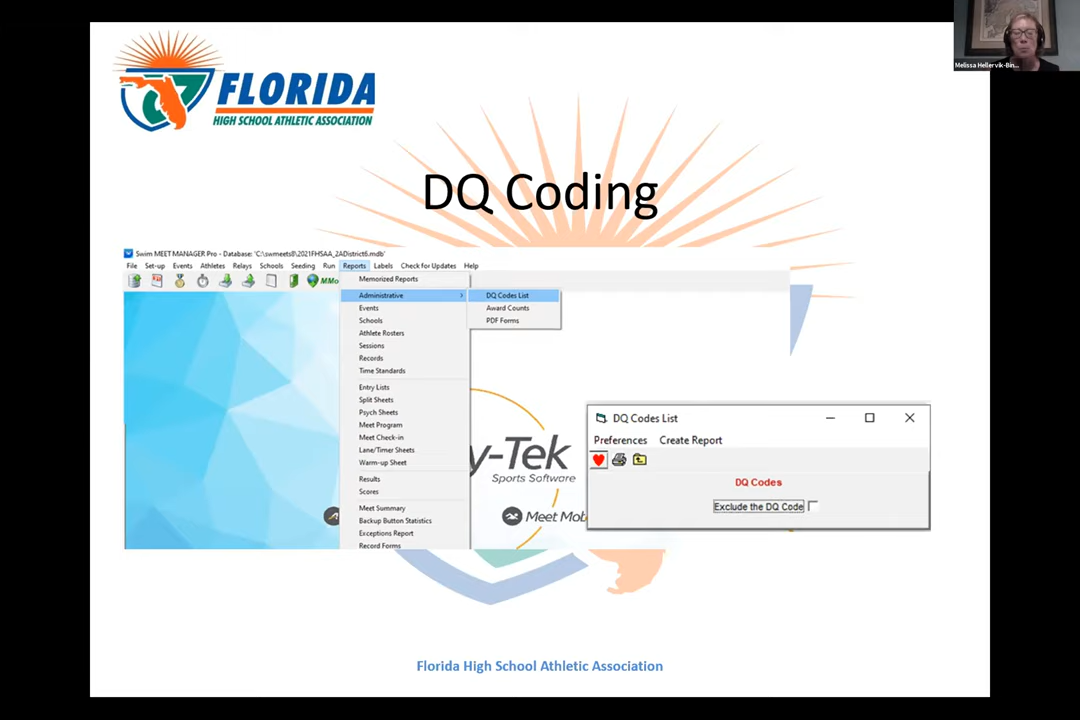 Melissa Hellervik-Bin...
FLORIDA
HIGH SCHOOL ATHLETIC ASSOCIATION
DQ Coding
Swim MEET MANAGER Pro - Database: 'C:\swmeets8\2021FHSAA_2ADistrict6.mdb'
File Set-up Events Athletes Relays Schools Seeding Run Reports Labels Check for Updates Help
MMo
Memorized Reports
Administrative
Events
Schools
Athlete Rosters
Sessions
Records
Time Standards
Entry Lists
Split Sheets
Psych Sheets
Meet Program
Meet Check-in
Lane/Timer Sheets
Warm-up Sheet
Results
Scores
Meet Summary
Backup Button Statistics
Exceptions Report
Record Forms
DQ Codes List
Award Counts
PDF Forms
y-Tek
Sports Software
Meet Mob
DQ Codes List
Preferences Create Report
DQ Codes
Exclude the DQ Code
Florida High School Athletic Association